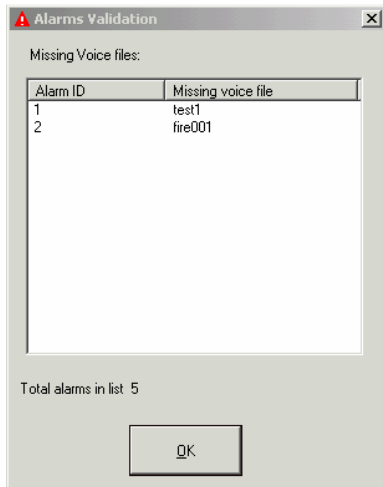 Alarms Validation
Missing Voice files:
Alarm ID Missing voice file
1 test1
2 fire001
Total alarms in list 5
OK